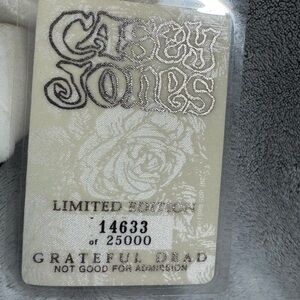 CASEY
JONES
LIMITED EDITION
14633
of 25000
GRATEFUL DEAD
NOT GOOD FOR ADMISSION